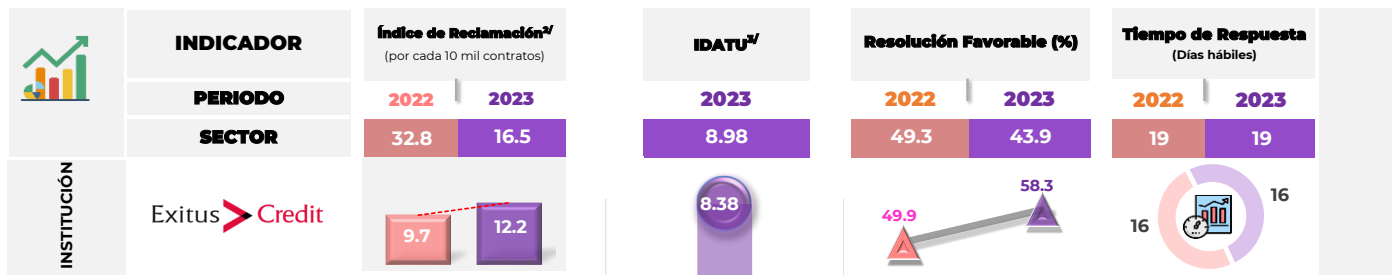 INDICADOR
Índice de Reclamación2/
(por cada 10 mil contratos)
IDATU3/
Resolución Favorable (%)
Tiempo de Respuesta
(Días hábiles)
PERIODO
2022
2023
2023
2022
2023
2022
2023
SECTOR
32.8
16.5
8.98
49.3
43.9
19
19
INSTITUCIÓN
Exitus Credit
9.7
12.2
8.38
49.9
58.3
16
16